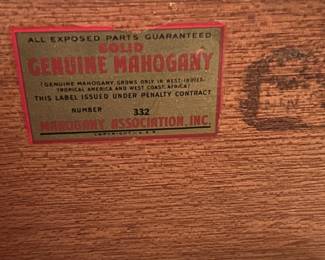 ALL EXPOSED PARTS GUARANTEED
SOLID
GENUINE MAHOGANY
(GENUINE MAHOGANY GROWS ONLY IN WEST INDIES,
TROPICAL AMERICA AND WEST COAST, AFRICA)
THIS LABEL ISSUED UNDER PENALTY CONTRACT
NUMBER 332
MAHOGANY ASSOCIATION, INC.